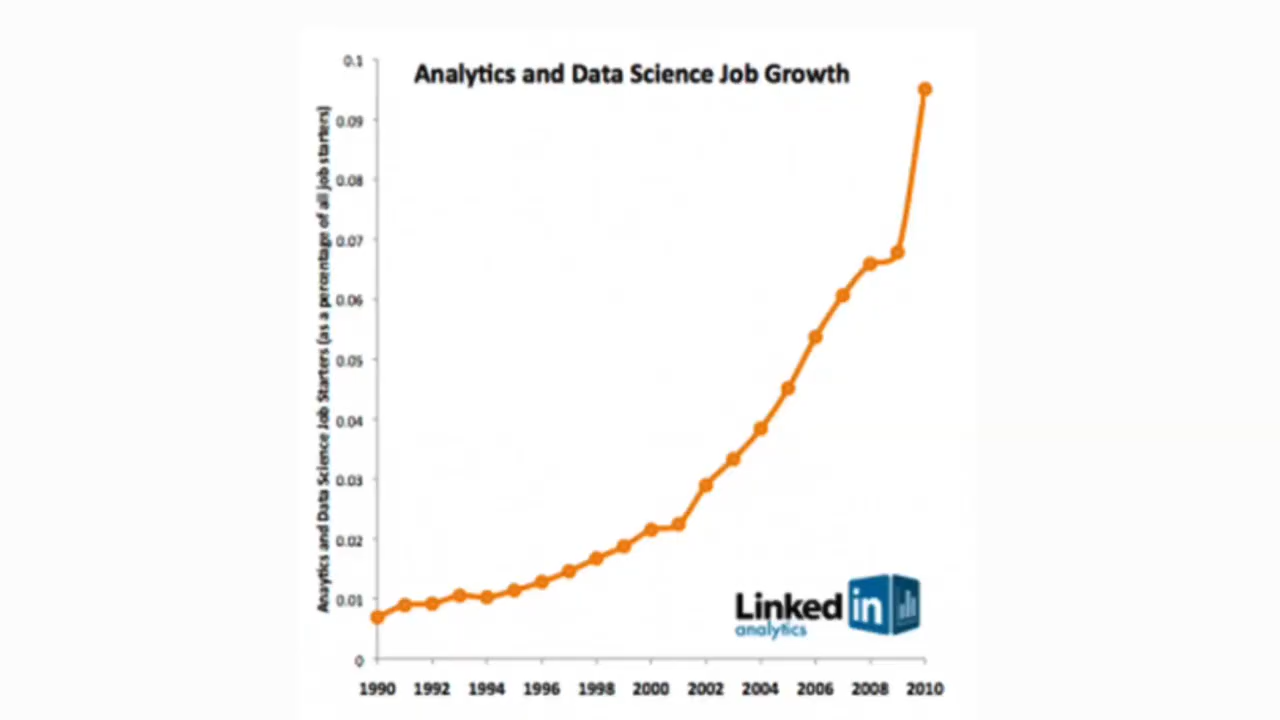 Analytics and Data Science Job Growth
Anaytics and Data Science Job Starters (as a percentage of all job starters)
0.1
0.09
0.08
0.07
0.06
0.05
0.04
0.03
0.02
0.01
0
1990 1992 1994 1996 1998 2000 2002 2004 2006 2008 2010
Linked in
analytics